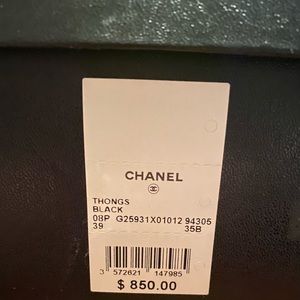 CHANEL
THONGS
BLACK
08P G25931X01012 94305
39 35B
3 572621 147985
$ 850.00